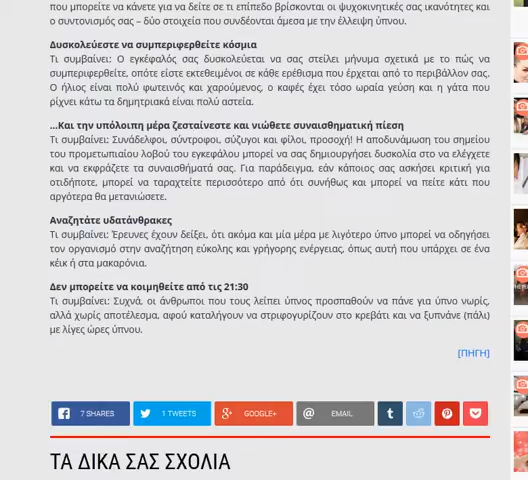 που μπορείτε να κάνετε για να δείτε σε τι επίπεδο βρίσκονται οι ψυχοκινητικές σας ικανότητες και
ο συντονισμός σας – δύο στοιχεία που συνδέονται άμεσα με την έλλειψη ύπνου.
Δυσκολεύεστε να συμπεριφερθείτε κόσμια
Τι συμβαίνει: Ο εγκέφαλός σας δυσκολεύεται να σας στείλει μήνυμα σχετικά με το πώς να
συμπεριφερθείτε, οπότε είστε εκτεθειμένοι σε κάθε ερέθισμα που έρχεται από το περιβάλλον σας.
Ο ήλιος είναι πολύ φωτεινός και χαρούμενος, ο καφές έχει τόσο ωραία γεύση και η γάτα που
ρίχνει κάτω τα δημητριακά είναι πολύ αστεία.
...Και την υπόλοιπη μέρα ζεσταίνεστε και νιώθετε συναισθηματική πίεση
Τι συμβαίνει: Συνάδελφοι, σύντροφοι, σύζυγοι και φίλοι, προσοχή! Η αποδυνάμωση του σημείου
του προμετωπιαίου λοβού του εγκεφάλου μπορεί να σας δημιουργήσει δυσκολία στο να ελέγχετε
και να εκφράζετε τα συναισθήματά σας. Για παράδειγμα, εάν κάποιος σας ασκήσει κριτική για
οτιδήποτε, μπορεί να ταραχτείτε περισσότερο από ότι συνήθως και μπορεί να πείτε κάτι που
αργότερα θα μετανιώσετε.
Αναζητάτε υδατάνθρακες
Τι συμβαίνει: Έρευνες έχουν δείξει, ότι ακόμα και μία μέρα με λιγότερο ύπνο μπορεί να οδηγήσει
τον οργανισμό στην αναζήτηση εύκολης και γρήγορης ενέργειας, όπως αυτή που υπάρχει σε ένα
κέικ ή στα μακαρόνια.
Δεν μπορείτε να κοιμηθείτε από τις 21:30
Τι συμβαίνει: Συχνά, οι άνθρωποι που τους λείπει ύπνος προσπαθούν να πάνε για ύπνο νωρίς,
αλλά χωρίς αποτέλεσμα, αφού καταλήγουν να στριφογυρίζουν στο κρεβάτι και να ξυπνάνε (πάλι)
με λίγες ώρες ύπνου.
[ΠΗΓΗ]
7 SHARES 1 TWEETS GOOGLE+ EMAIL
ΤΑ ΔΙΚΑ ΣΑΣ ΣΧΟΛΙΑ